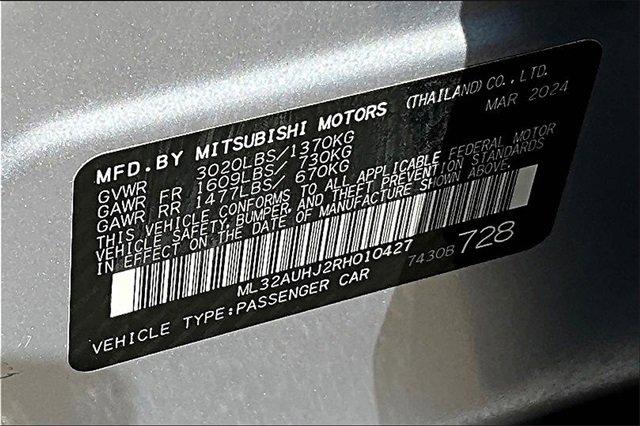 MFD. BY MITSUBISHI MOTORS (THAILAND) CO., LTD.
MAR 2024
GVWR 3020LBS/1370KG
GAWR FR 1609LBS/ 730KG
GAWR RR 1477LBS/ 670KG
THIS VEHICLE CONFORMS TO ALL APPLICABLE FEDERAL MOTOR
VEHICLE SAFETY, BUMPER, AND THEFT PREVENTION STANDARDS
IN EFFECT ON THE DATE OF MANUFACTURE SHOWN ABOVE.
ML32AUHJ2RH010427
7430B 728
VEHICLE TYPE:PASSENGER CAR